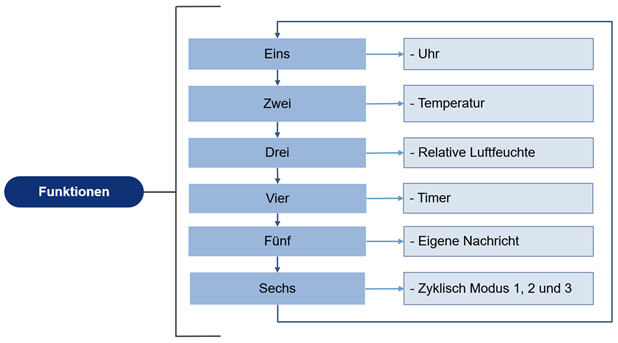 Funktionen
Eins
- Uhr
Zwei
- Temperatur
Drei
- Relative Luftfeuchte
Vier
- Timer
Fünf
- Eigene Nachricht
Sechs
- Zyklisch Modus 1, 2 und 3